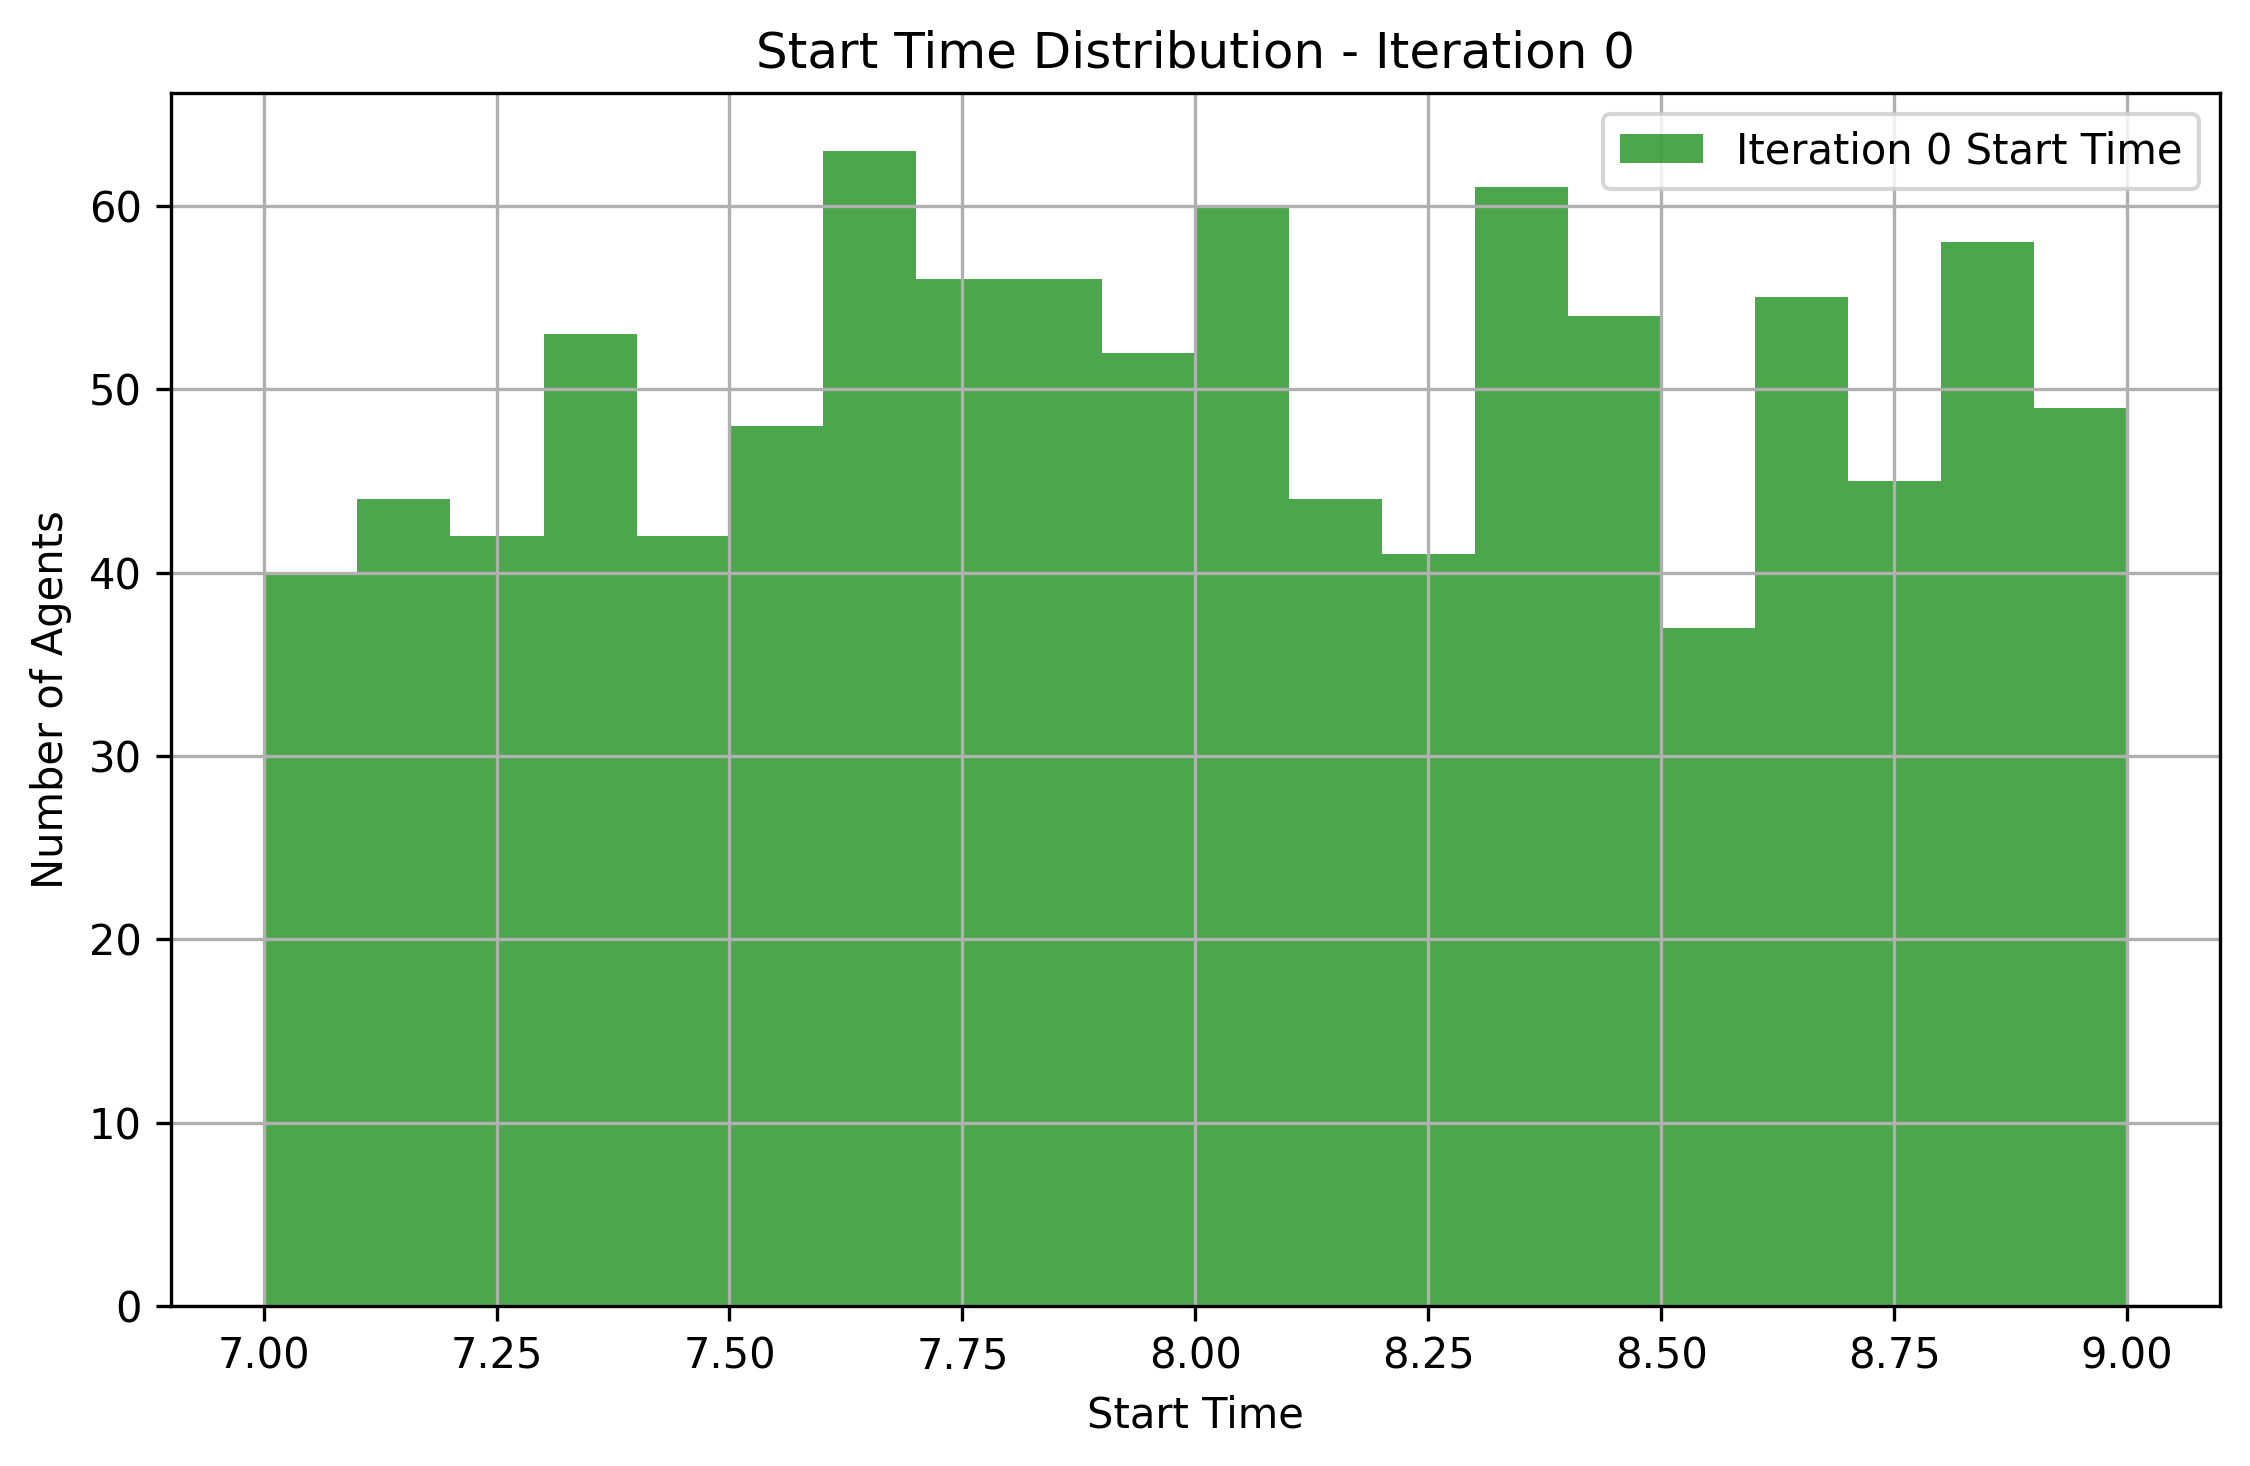 Start Time Distribution - Iteration 0
Iteration 0 Start Time
Number of Agents
60
50
40
30
20
10
0
7.00 7.25 7.50 7.75 8.00 8.25 8.50 8.75 9.00
Start Time